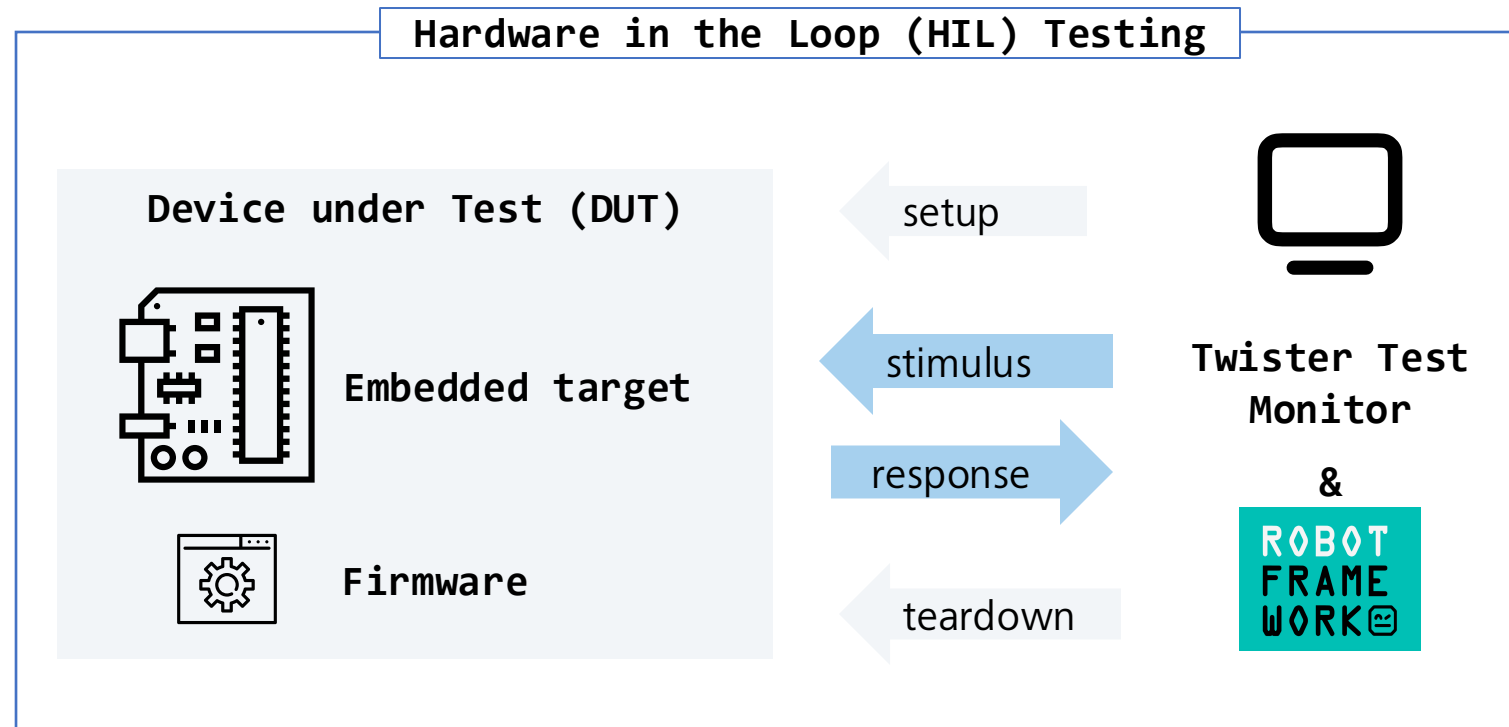 Hardware in the Loop (HIL) Testing
Device under Test (DUT)
Embedded target
Firmware
setup
stimulus
response
teardown
Twister Test
Monitor
&
ROBOT
FRAME
WORK